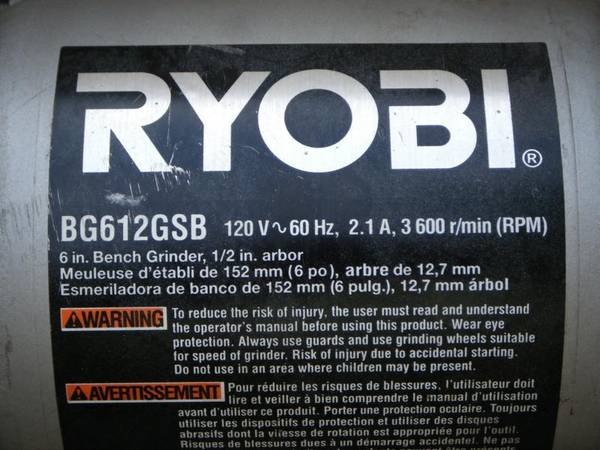 RYOBI®
BG612GSB 120 V ~ 60 Hz, 2.1 A, 3 600 r/min (RPM)
6 in. Bench Grinder, 1/2 in. arbor
Meuleuse d'établi de 152 mm (6 po), arbre de 12,7 mm
Esmeriladora de banco de 152 mm (6 pulg.), 12,7 mm árbol
WARNING To reduce the risk of injury, the user must read and understand
the operator's manual before using this product. Wear eye
protection. Always use guards and use grinding wheels suitable
for speed of grinder. Risk of injury due to accidental starting.
Do not use in an area where children may be present.
AVERTISSEMENT Pour réduire les risques de blessures, l'utilisateur doit
lire et veiller à bien comprendre le manuel d'utilisation
avant d'utiliser ce produit. Porter une protection oculaire. Toujours
utiliser les dispositifs de protection et utiliser des disques
abrasifs dont la vitesse de rotation est appropriée pour l'outil.
Risques de blessures dues à un démarrage accidentel. Ne pas